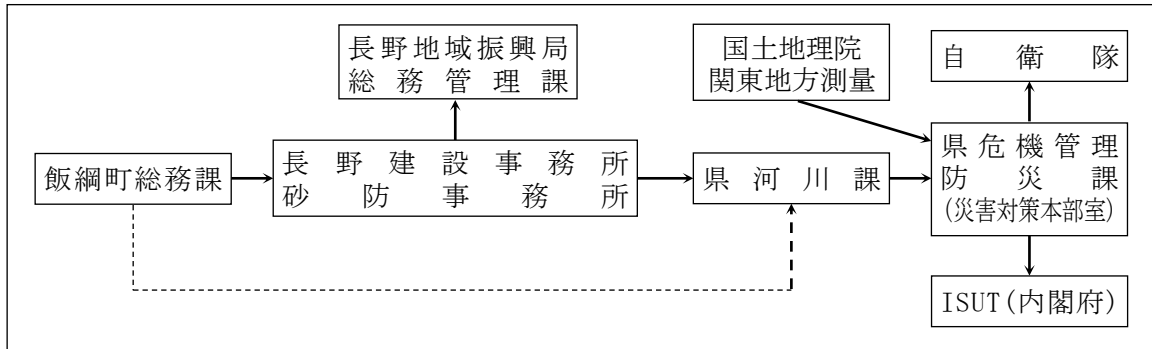 長野地域振興局
総務管理課
国土地理院
関東地方測量
自衛隊
飯綱町総務課
長野建設事務所
砂防事務所
県河川課
県危機管理
防災課
(災害対策本部室)
ISUT(内閣府)